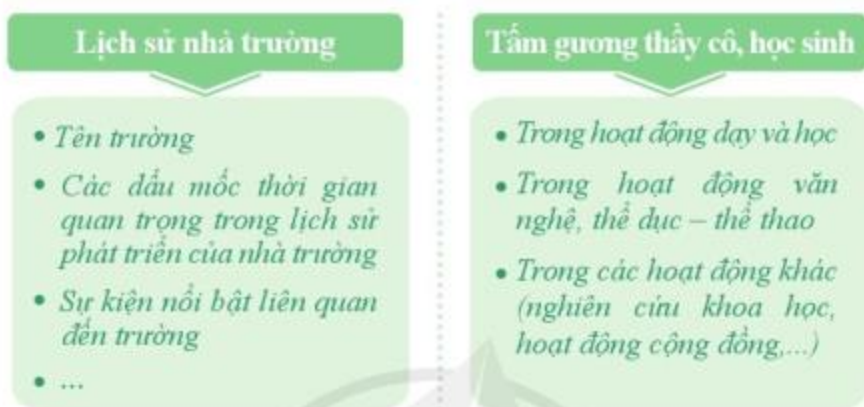 Lịch sử nhà trường
• Tên trường
• Các dấu mốc thời gian
quan trọng trong lịch sử
phát triển của nhà trường
• Sự kiện nổi bật liên quan
đến trường
• ...
Tấm gương thầy cô, học sinh
• Trong hoạt động dạy và học
• Trong hoạt động văn
nghệ, thể dục – thể thao
• Trong các hoạt động khác
(nghiên cứu khoa học,
hoạt động cộng đồng,...)